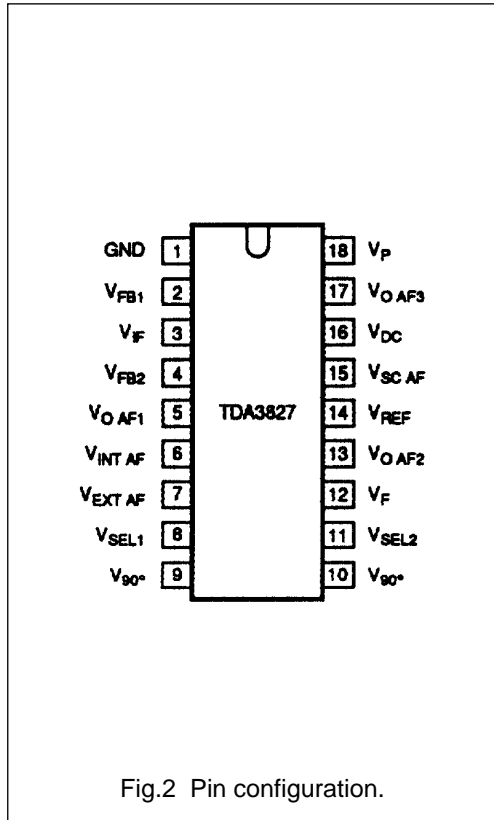 GND 1 18 V_P
V_FB1 2 17 V_O AF3
V_IF 3 16 V_DC
V_FB2 4 15 V_SC AF
V_O AF1 5 TDA3827 14 V_REF
V_INT AF 6 13 V_O AF2
V_EXT AF 7 12 V_F
V_SEL1 8 11 V_SEL2
V_90° 9 10 V_90°
Fig.2 Pin configuration.